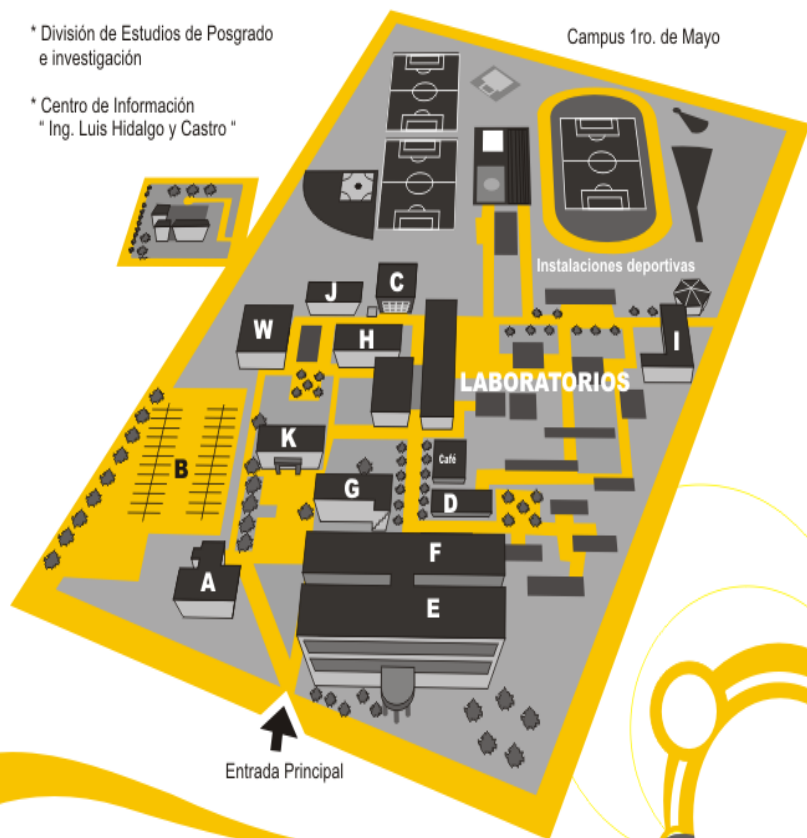 * División de Estudios de Posgrado
e investigación
* Centro de Información
" Ing. Luis Hidalgo y Castro "
Campus 1ro. de Mayo
Instalaciones deportivas
C
J
W
H
I
LABORATORIOS
K
Café
B
G
D
F
A
E
Entrada Principal